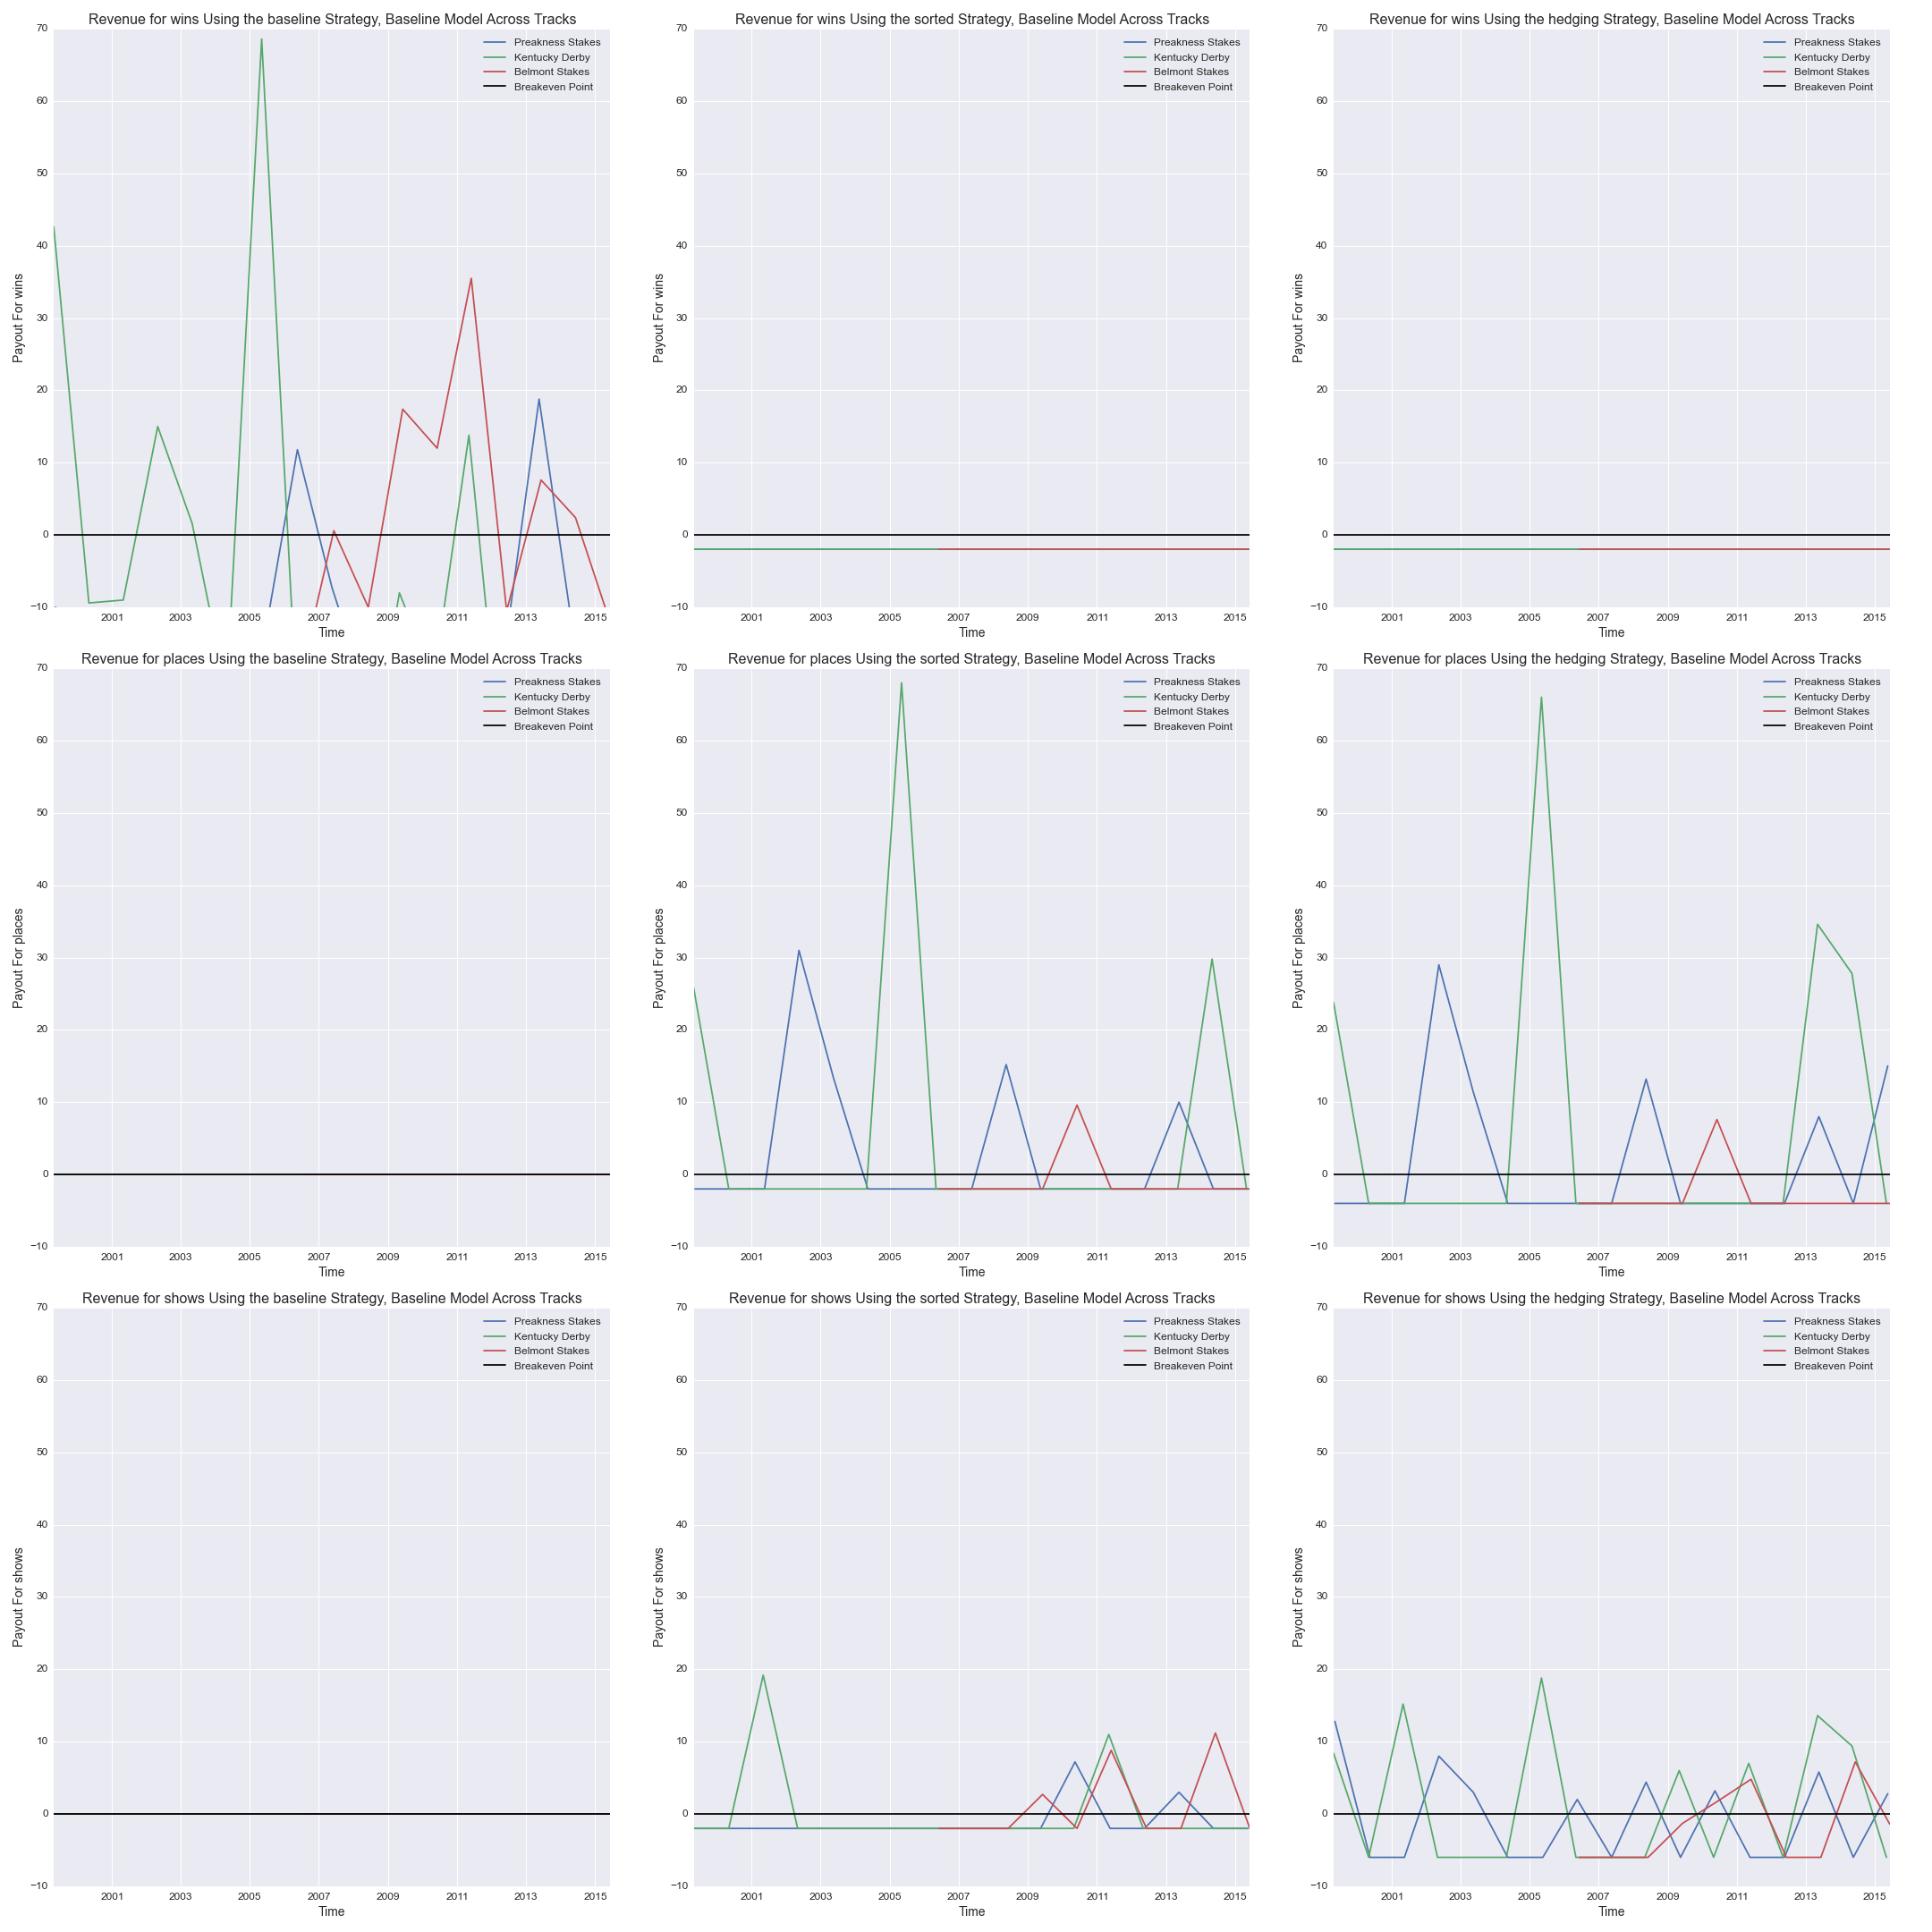 Revenue for wins Using the baseline Strategy, Baseline Model Across Tracks
70
60
50
40
30
20
10
0
−10
Payout For wins
Preakness Stakes
Kentucky Derby
Belmont Stakes
Breakeven Point
2001 2003 2005 2007 2009 2011 2013 2015
Time
Revenue for wins Using the sorted Strategy, Baseline Model Across Tracks
70
60
50
40
30
20
10
0
−10
Payout For wins
Preakness Stakes
Kentucky Derby
Belmont Stakes
Breakeven Point
2001 2003 2005 2007 2009 2011 2013 2015
Time
Revenue for wins Using the hedging Strategy, Baseline Model Across Tracks
70
60
50
40
30
20
10
0
−10
Payout For wins
Preakness Stakes
Kentucky Derby
Belmont Stakes
Breakeven Point
2001 2003 2005 2007 2009 2011 2013 2015
Time
Revenue for places Using the baseline Strategy, Baseline Model Across Tracks
70
60
50
40
30
20
10
0
−10
Payout For places
Preakness Stakes
Kentucky Derby
Belmont Stakes
Breakeven Point
2001 2003 2005 2007 2009 2011 2013 2015
Time
Revenue for places Using the sorted Strategy, Baseline Model Across Tracks
70
60
50
40
30
20
10
0
−10
Payout For places
Preakness Stakes
Kentucky Derby
Belmont Stakes
Breakeven Point
2001 2003 2005 2007 2009 2011 2013 2015
Time
Revenue for places Using the hedging Strategy, Baseline Model Across Tracks
70
60
50
40
30
20
10
0
−10
Payout For places
Preakness Stakes
Kentucky Derby
Belmont Stakes
Breakeven Point
2001 2003 2005 2007 2009 2011 2013 2015
Time
Revenue for shows Using the baseline Strategy, Baseline Model Across Tracks
70
60
50
40
30
20
10
0
−10
Payout For shows
Preakness Stakes
Kentucky Derby
Belmont Stakes
Breakeven Point
2001 2003 2005 2007 2009 2011 2013 2015
Time
Revenue for shows Using the sorted Strategy, Baseline Model Across Tracks
70
60
50
40
30
20
10
0
−10
Payout For shows
Preakness Stakes
Kentucky Derby
Belmont Stakes
Breakeven Point
2001 2003 2005 2007 2009 2011 2013 2015
Time
Revenue for shows Using the hedging Strategy, Baseline Model Across Tracks
70
60
50
40
30
20
10
0
−10
Payout For shows
Preakness Stakes
Kentucky Derby
Belmont Stakes
Breakeven Point
2001 2003 2005 2007 2009 2011 2013 2015
Time